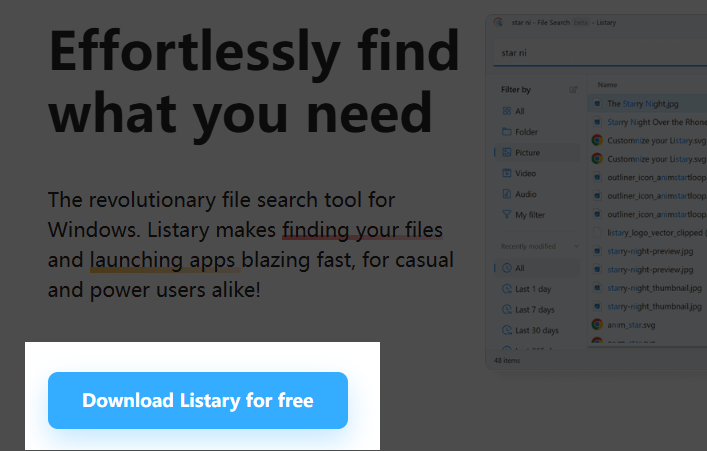 Effortlessly find
what you need
The revolutionary file search tool for
Windows. Listary makes finding your files
and launching apps blazing fast, for casual
and power users alike!
Download Listary for free
star ni - File Search beta - Listary
star ni
Filter by
All
Folder
Picture
Video
Audio
My filter
Recently modified
All
Last 1 day
Last 7 days
Last 30 days
48 items
Name
The Starry Night.jpg
Starry Night Over the Rhone
Customnize your Listary.svg
Customnize your Listary.svg
outliner_icon_animstartloop
outliner_icon_animstartloop
outliner_icon_animstartloop
listary_logo_vector_clipped (
starry-night-preview.jpg
starry-night-preview.jpg
starry-night_thumbnail.jpg
starry-night_thumbnail.jpg
anim_star.svg